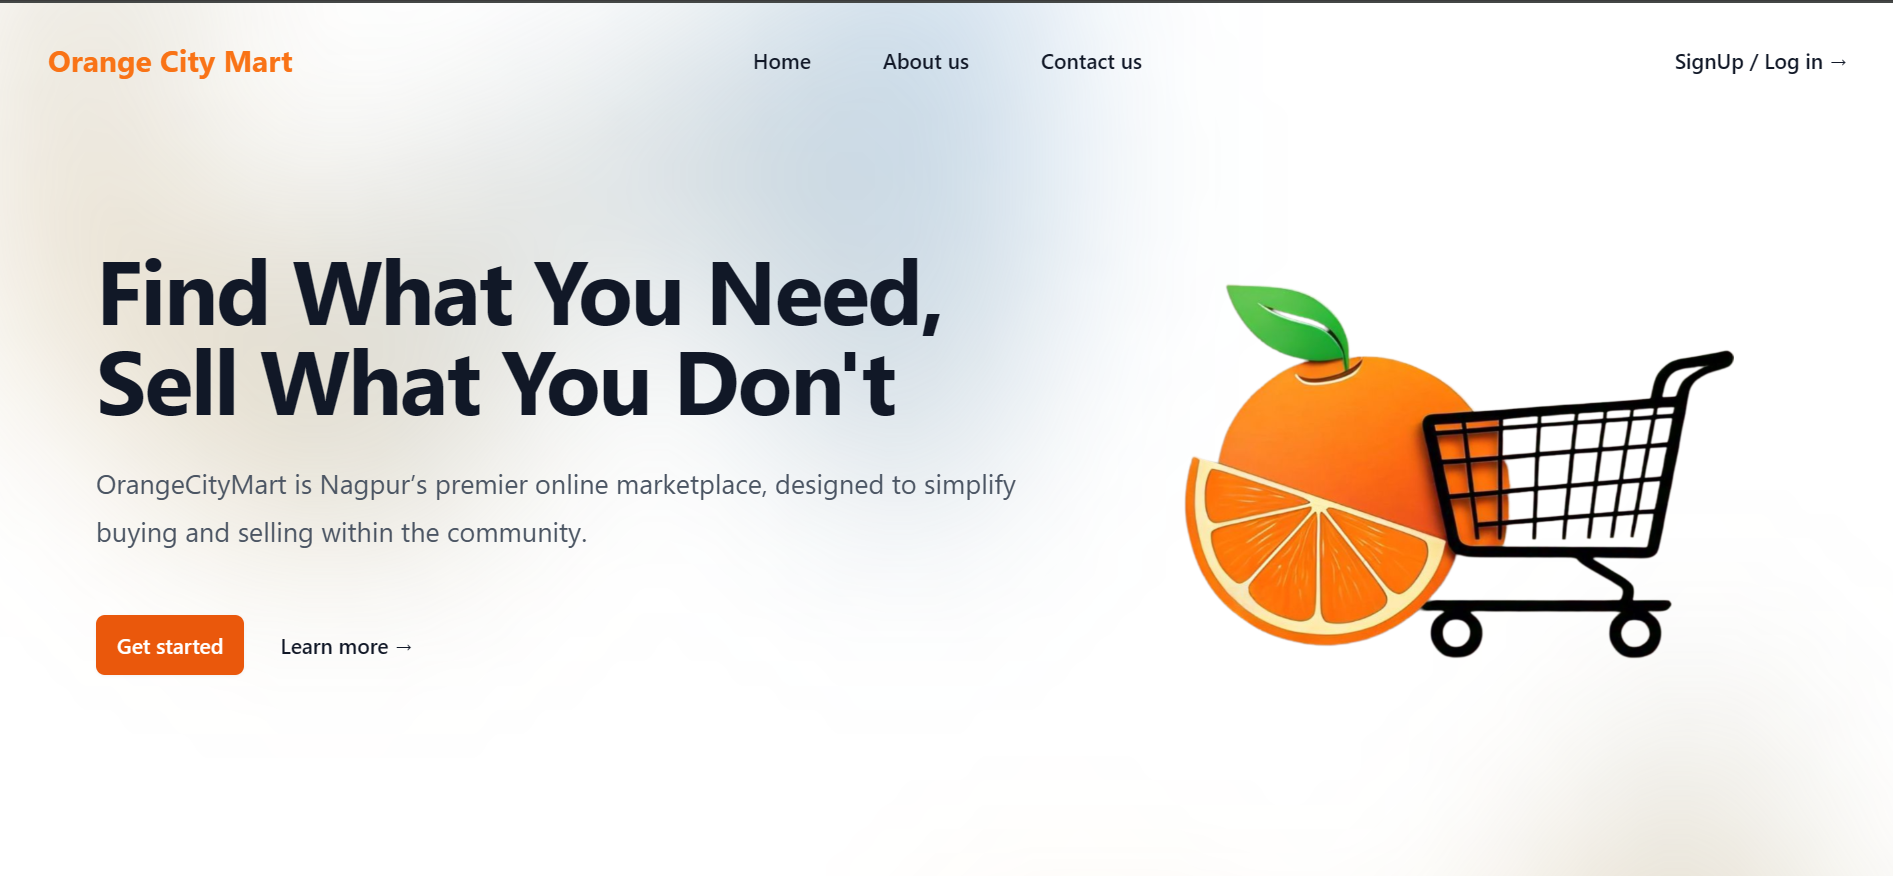 Orange City Mart
Home
About us
Contact us
SignUp / Log in →
Find What You Need,
Sell What You Don't
OrangeCityMart is Nagpur’s premier online marketplace, designed to simplify
buying and selling within the community.
Get started
Learn more →